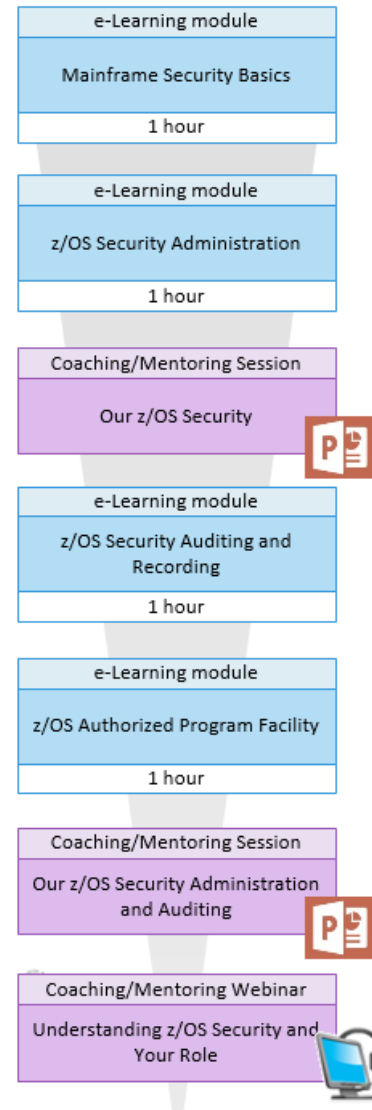 e-Learning module
Mainframe Security Basics
1 hour
e-Learning module
z/OS Security Administration
1 hour
Coaching/Mentoring Session
Our z/OS Security
P
e-Learning module
z/OS Security Auditing and
Recording
1 hour
e-Learning module
z/OS Authorized Program Facility
1 hour
Coaching/Mentoring Session
Our z/OS Security Administration
and Auditing
P
Coaching/Mentoring Webinar
Understanding z/OS Security and
Your Role